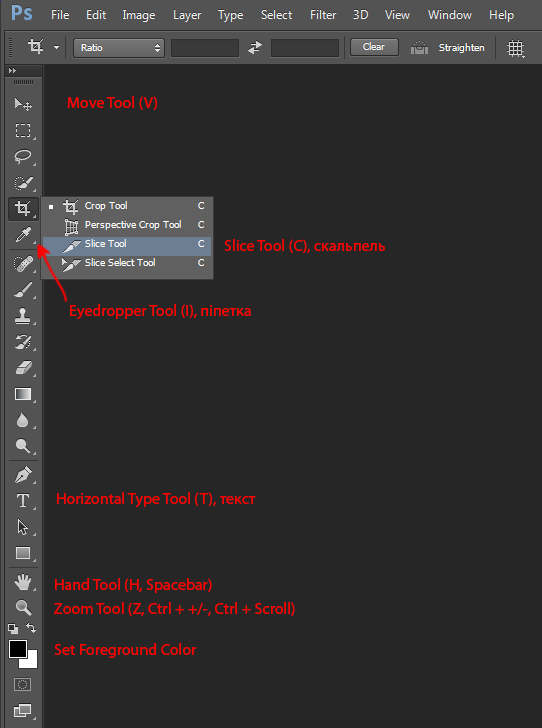 Ps File Edit Image Layer Type Select Filter 3D View Window Help
Ratio Clear Straighten
Move Tool (V)
Crop Tool C
Perspective Crop Tool C
Slice Tool C
Slice Select Tool C
Slice Tool (C), скальпель
Eyedropper Tool (I), піпетка
Horizontal Type Tool (T), текст
T
Hand Tool (H, Spacebar)
Zoom Tool (Z, Ctrl + +/-, Ctrl + Scroll)
Set Foreground Color